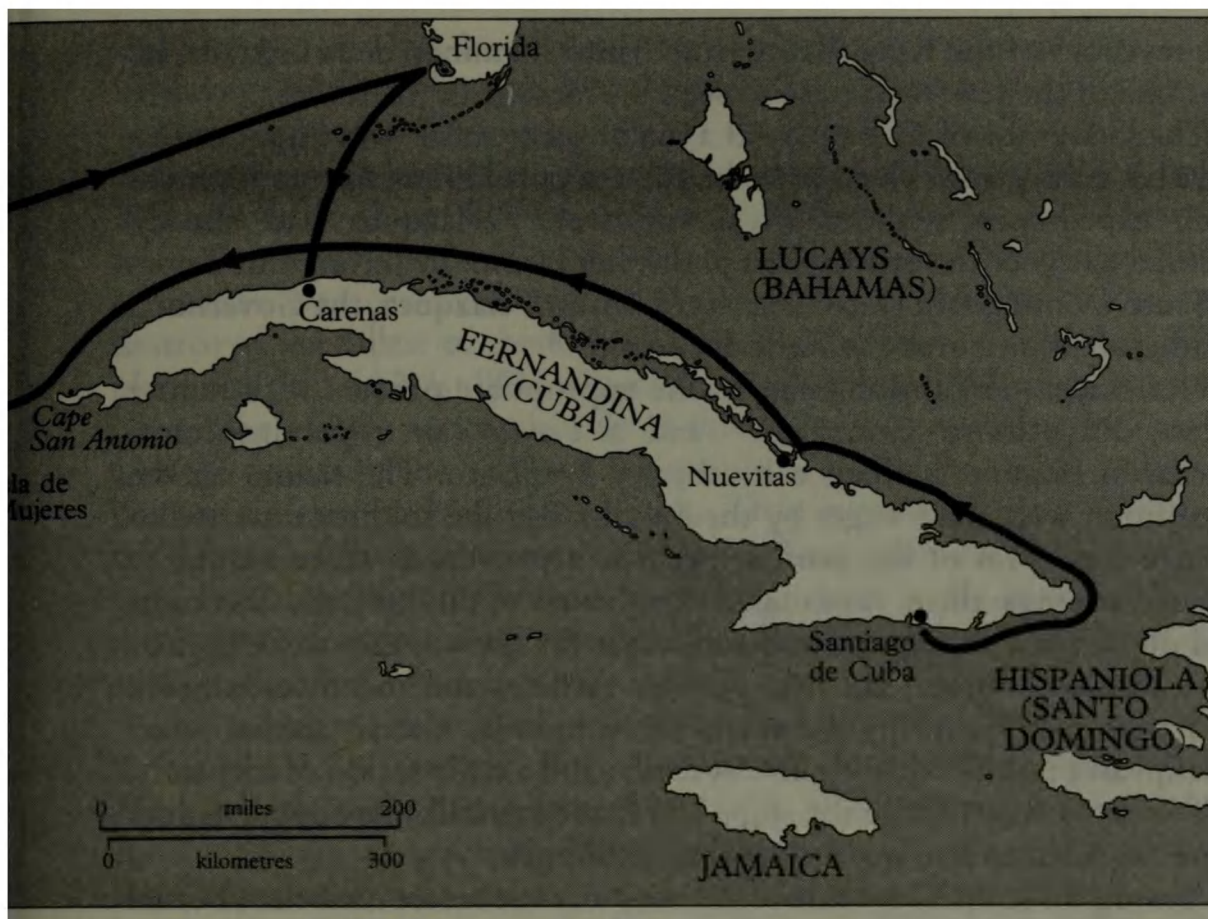 Florida
LUCAYS
(BAHAMAS)
Carenas
FERNANDINA
(CUBA)
Cape
San Antonio
la de
Mujeres
Nuevitas
Santiago
de Cuba
HISPANIOLA
(SANTO
DOMINGO)
0 miles 200
0 kilometres 300
JAMAICA